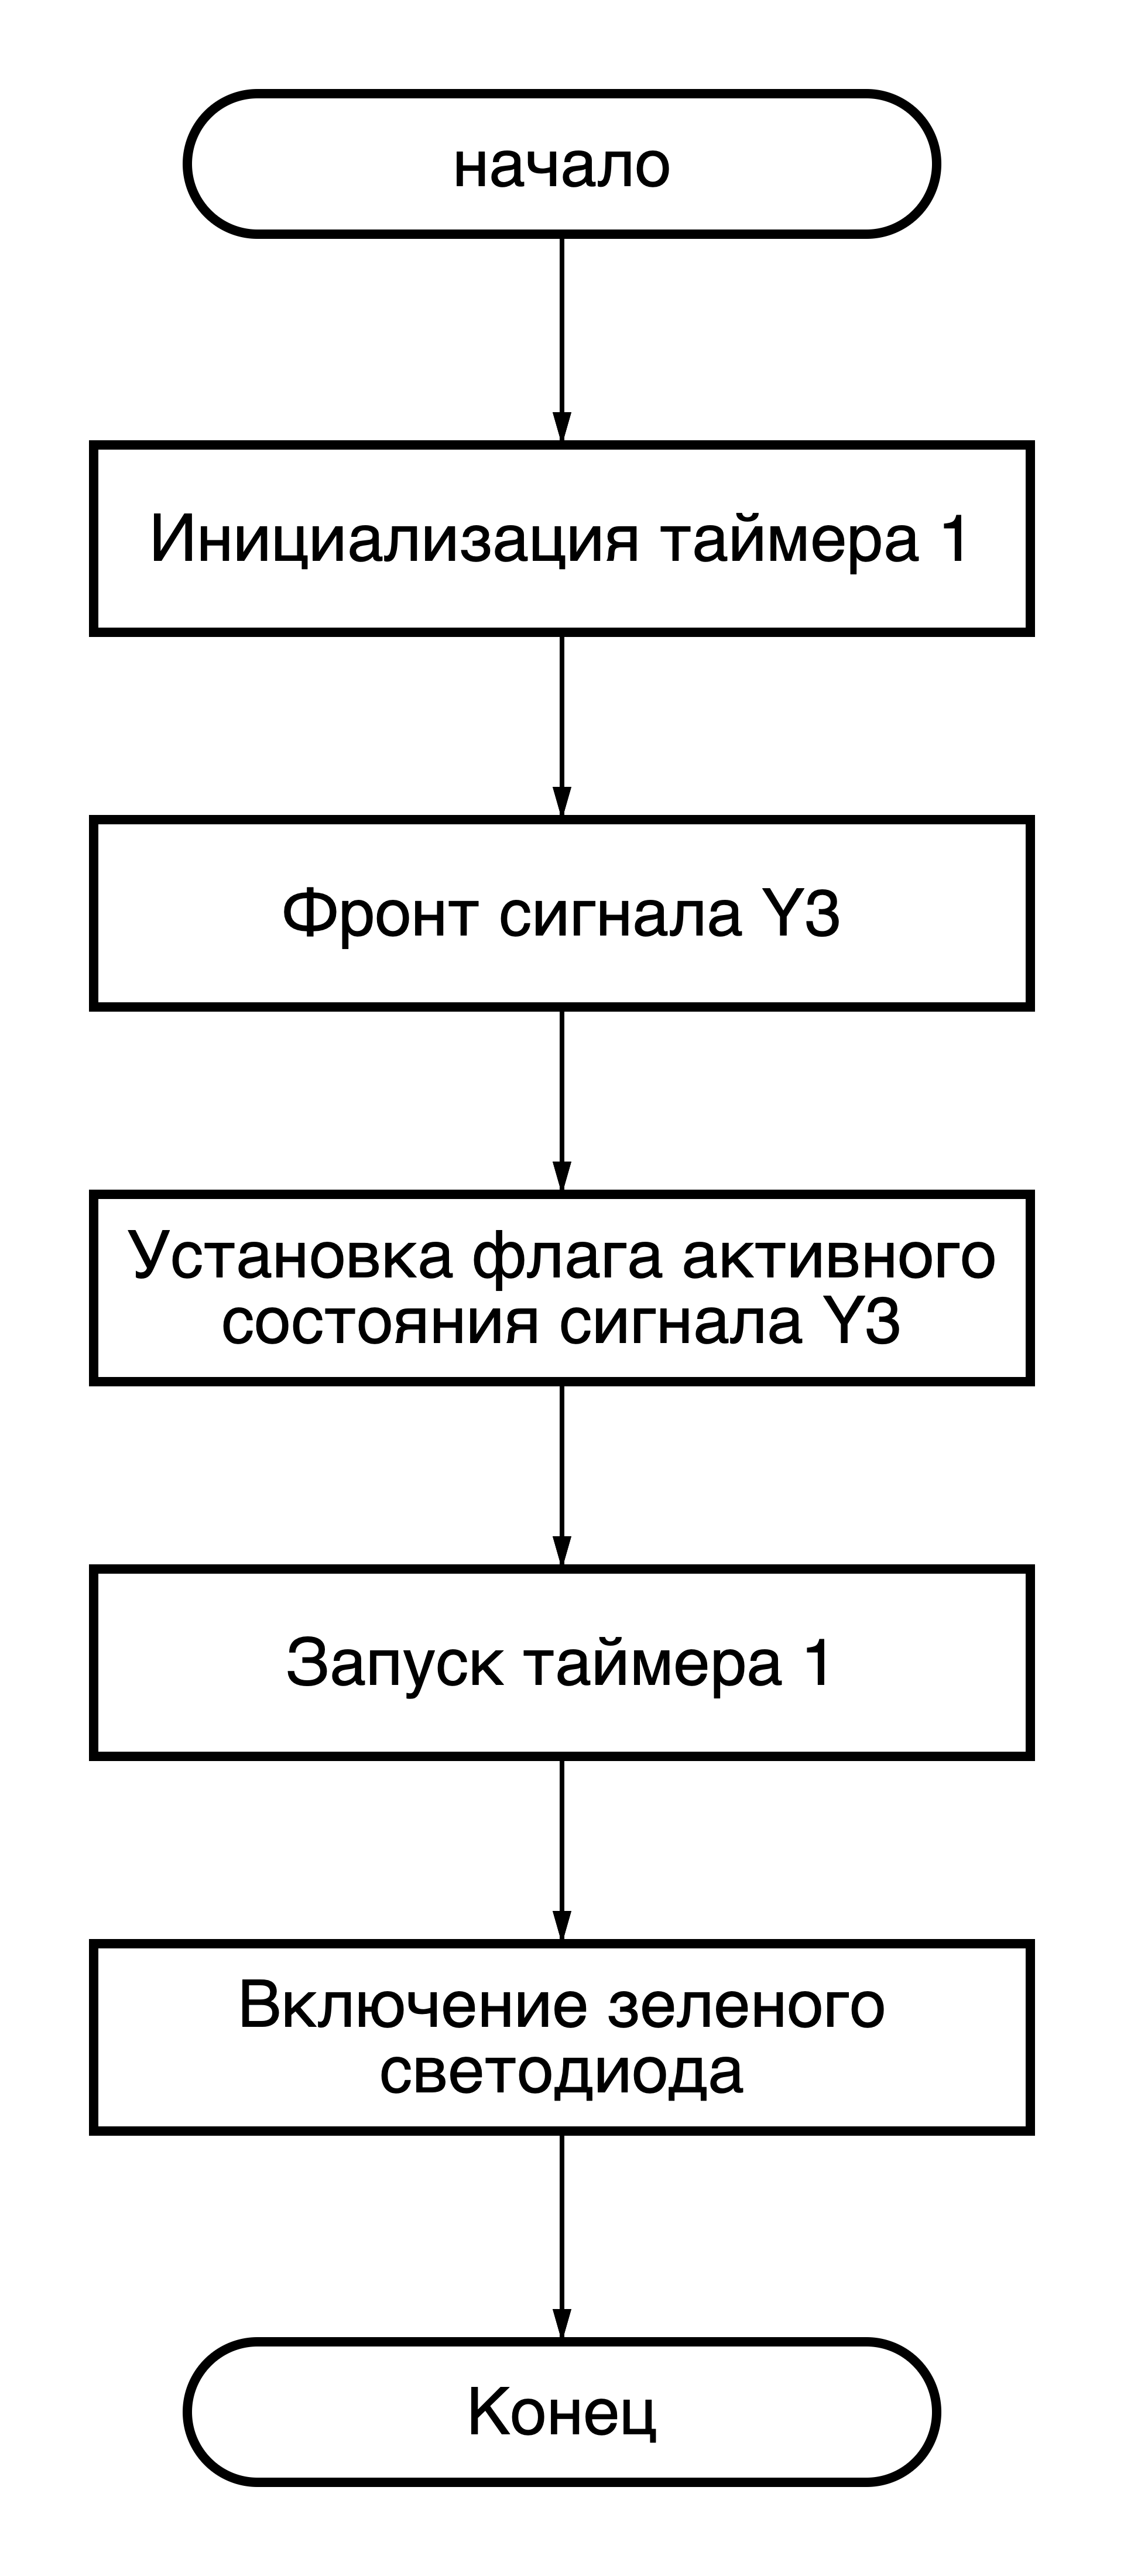 начало
Инициализация таймера 1
Фронт сигнала Y3
Установка флага активного
состояния сигнала Y3
Запуск таймера 1
Включение зеленого
светодиода
Конец